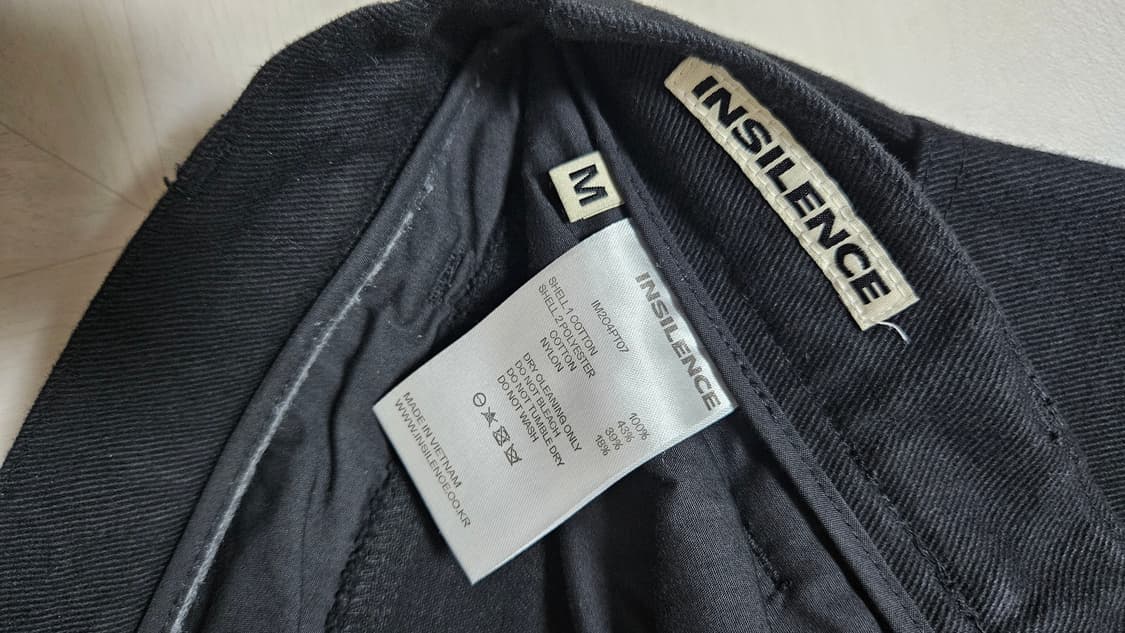 INSILENCE
M
INSILENCE
IM2O4PT07
SHELL-1 COTTON 100%
SHELL 2 POLYESTER 43%
COTTON 39%
NYLON 18%
DRY CLEANING ONLY
DO NOT BLEACH
DO NOT TUMBLE DRY
DO NOT WASH
MADE IN VIETNAM
WWW.INSILENCE.CO.KR